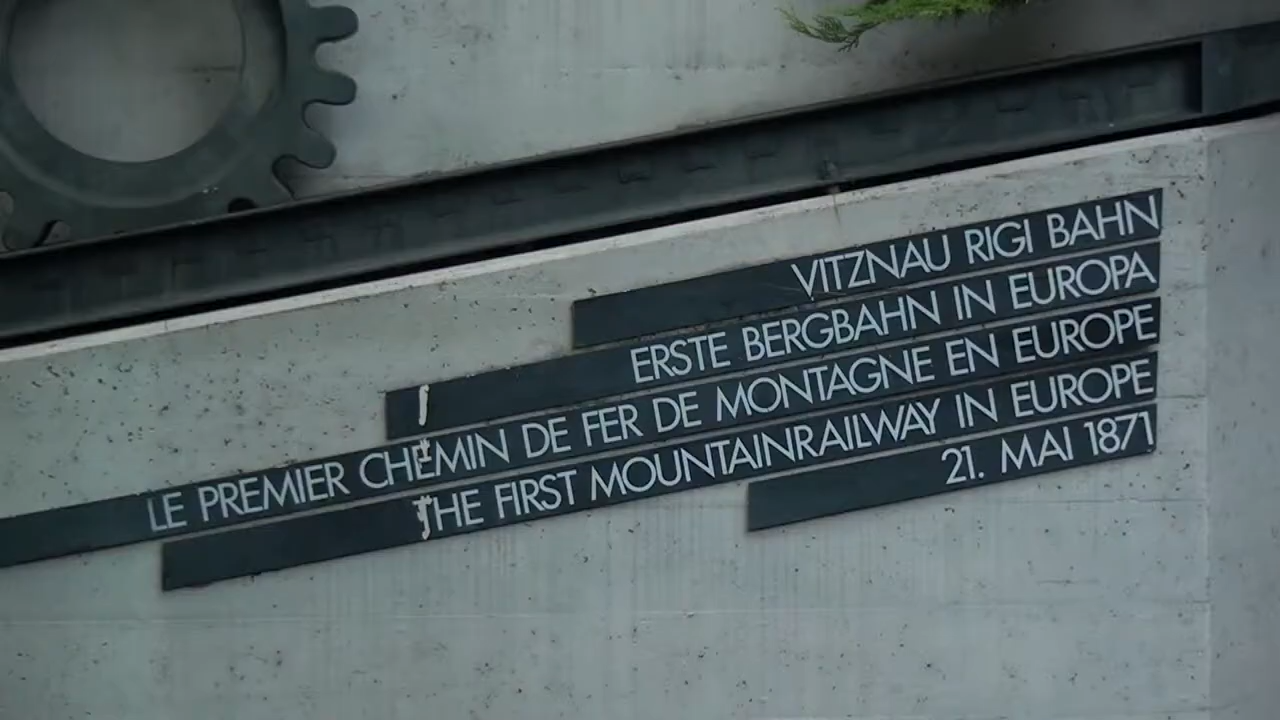 VITZNAU RIGI BAHN
ERSTE BERGBAHN IN EUROPA
LE PREMIER CHEMIN DE FER DE MONTAGNE EN EUROPE
THE FIRST MOUNTAINRAILWAY IN EUROPE
21. MAI 1871